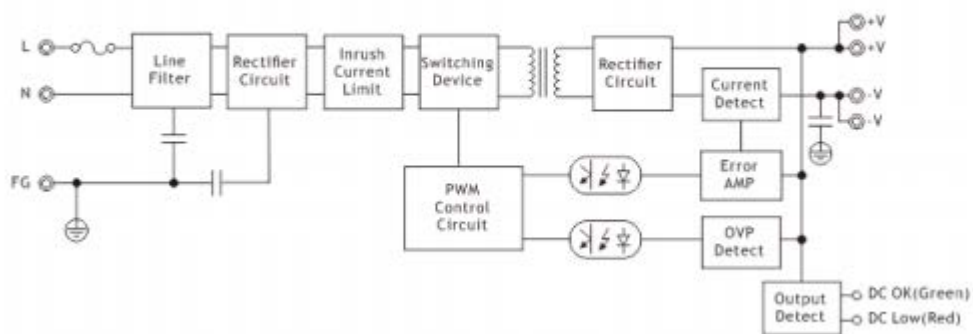 L
N
FG
Line
Filter
Rectifier
Circuit
Inrush
Current
Limit
Switching
Device
Rectifier
Circuit
Current
Detect
+V
+V
-V
-V
PWM
Control
Circuit
Error
AMP
OVP
Detect
Output
Detect
DC OK(Green)
DC Low(Red)